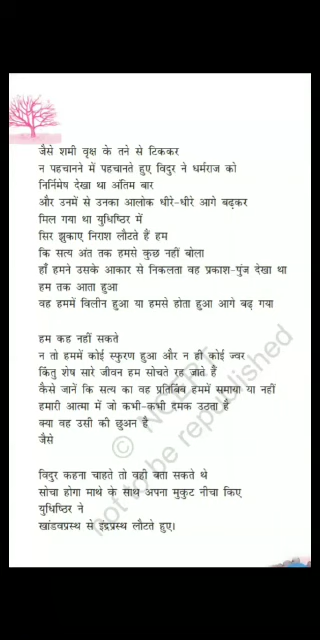 जैसे शमी वृक्ष के तने से टिककर
न पहचानने में पहचानते हुए विदुर ने धर्मराज को
निर्निमेष देखा था अंतिम बार
और उनमें से उनका आलोक धीरे-धीरे आगे बढ़कर
मिल गया था युधिष्ठिर में
सिर झुकाए निराश लौटते हैं हम
कि सत्य अंत तक हमसे कुछ नहीं बोला
हाँ हमने उसके आकार से निकलता वह प्रकाश-पुंज देखा था
हम तक आता हुआ
वह हममें विलीन हुआ या हमसे होता हुआ आगे बढ़ गया
हम कह नहीं सकते
न तो हममें कोई स्फुरण हुआ और न ही कोई ज्वर
किंतु शेष सारे जीवन हम सोचते रह जाते हैं
कैसे जानें कि सत्य का वह प्रतिबिंब हममें समाया या नहीं
हमारी आत्मा में जो कभी-कभी दमक उठता है
क्या वह उसी की छुअन है
जैसे
विदुर कहना चाहते तो वही बता सकते थे
सोचा होगा माथे के साथ अपना मुकुट नीचा किए
युधिष्ठिर ने
खांडवप्रस्थ से इंद्रप्रस्थ लौटते हुए।
© NCERT
not to be republished